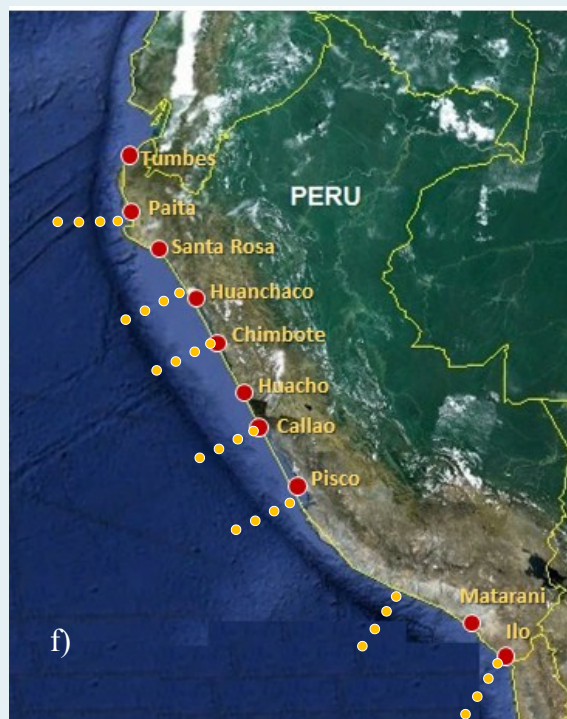 Tumbes
PERU
Paita
Santa Rosa
Huanchaco
Chimbote
Huacho
Callao
Pisco
Matarani
Ilo
f)